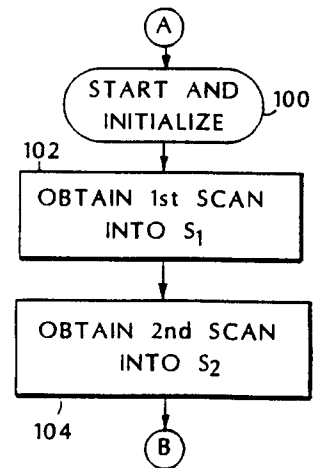 A
START AND
INITIALIZE
100
102
OBTAIN 1st SCAN
INTO S1
OBTAIN 2nd SCAN
INTO S2
104
B